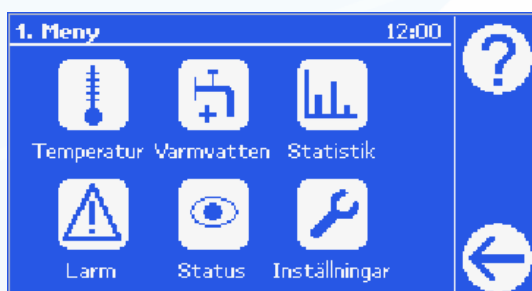 1. Meny 12:00
Temperatur Varmvatten Statistik
Larm Status Inställningar